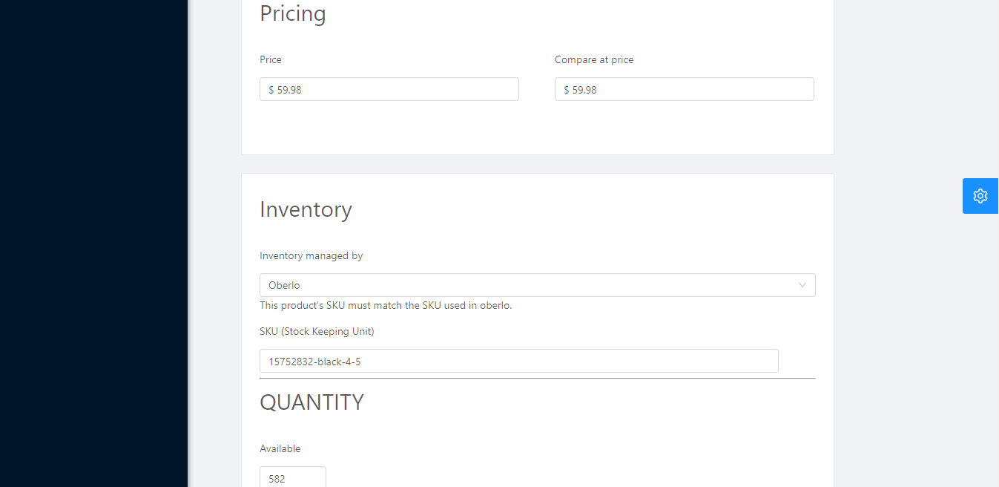 Pricing
Price
Compare at price
$ 59.98
$ 59.98
Inventory
Inventory managed by
Oberlo
This product's SKU must match the SKU used in oberlo.
SKU (Stock Keeping Unit)
15752832-black-4-5
QUANTITY
Available
582